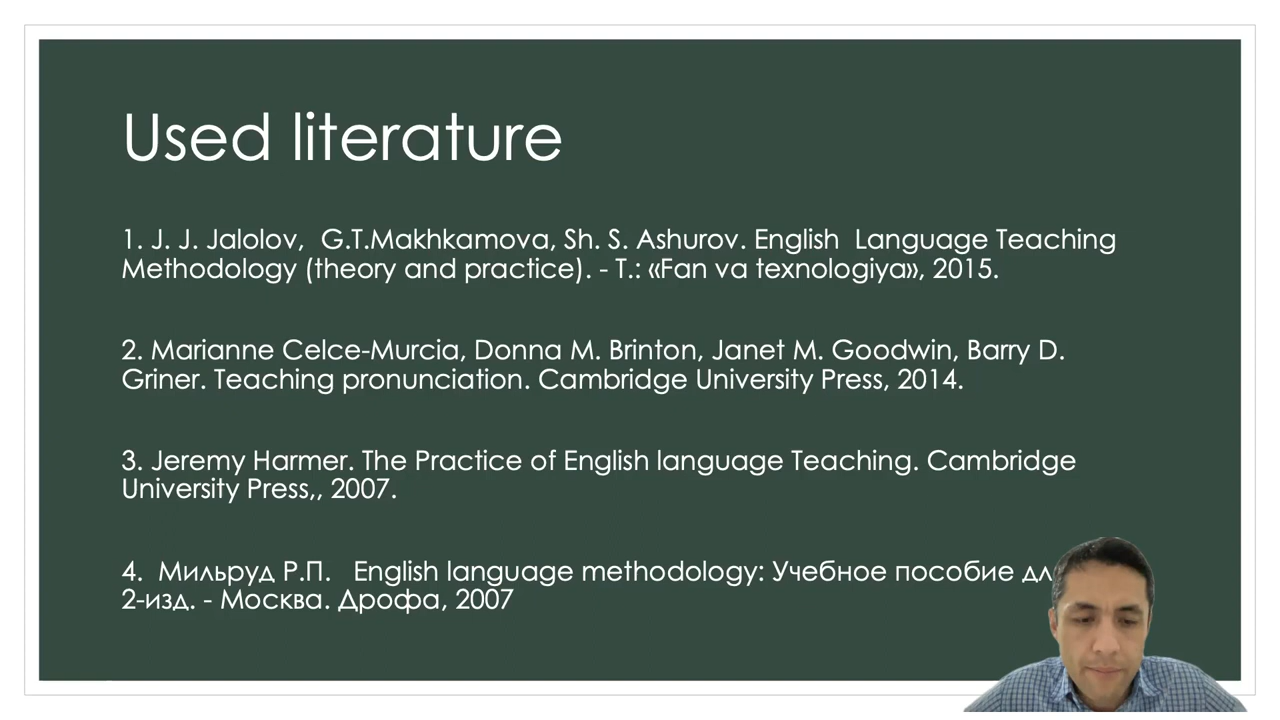 Used literature
1. J. J. Jalolov, G.T.Makhkamova, Sh. S. Ashurov. English Language Teaching
Methodology (theory and practice). - T.: «Fan va texnologiya», 2015.
2. Marianne Celce-Murcia, Donna M. Brinton, Janet M. Goodwin, Barry D.
Griner. Teaching pronunciation. Cambridge University Press, 2014.
3. Jeremy Harmer. The Practice of English language Teaching. Cambridge
University Press,, 2007.
4. Мильруд Р.П. English language methodology: Учебное пособие
2-изд. - Москва. Дрофа, 2007